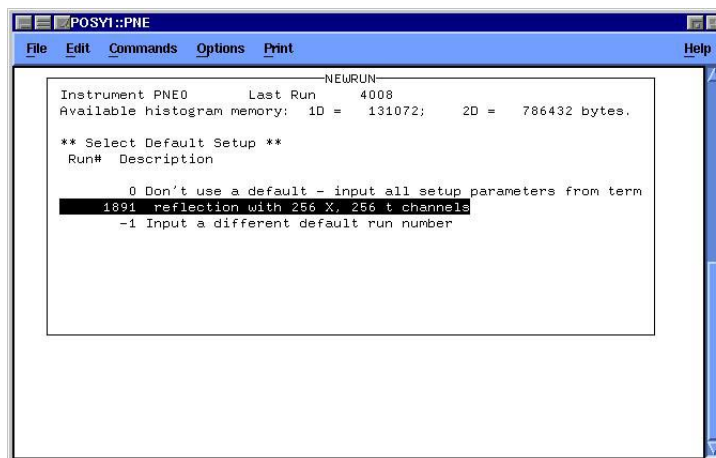 POSY1::PNE
File Edit Commands Options Print Help
NEWRUN
Instrument PNE0 Last Run 4008
Available histogram memory: 1D = 131072; 2D = 786432 bytes.
** Select Default Setup **
Run# Description
0 Don't use a default - input all setup parameters from term
1891 reflection with 256 X, 256 t channels
-1 Input a different default run number